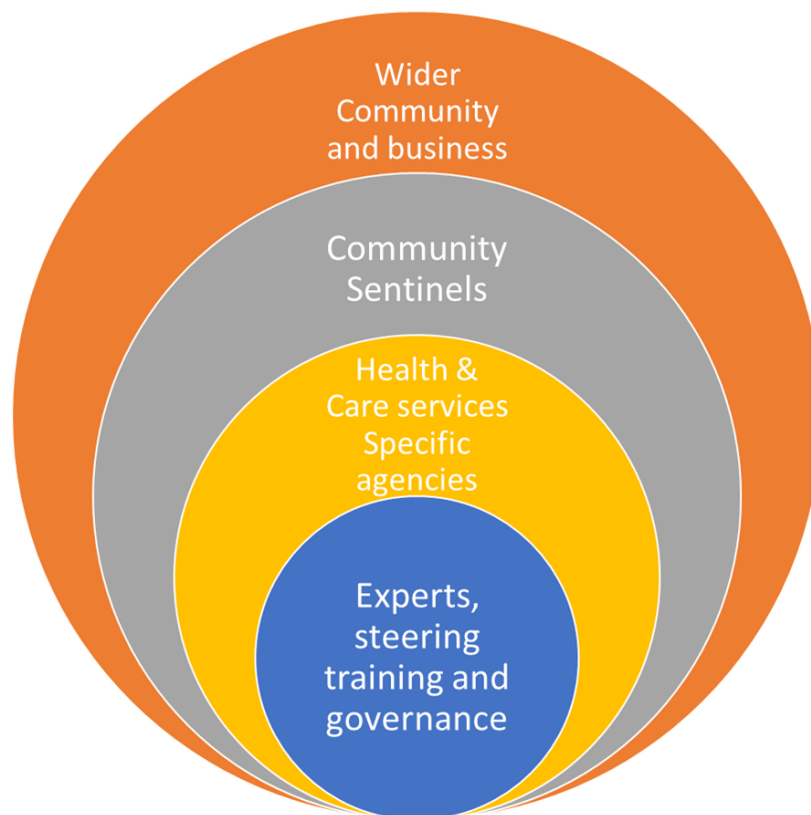 Wider
Community
and business
Community
Sentinels
Health &
Care services
Specific
agencies
Experts,
steering
training and
governance